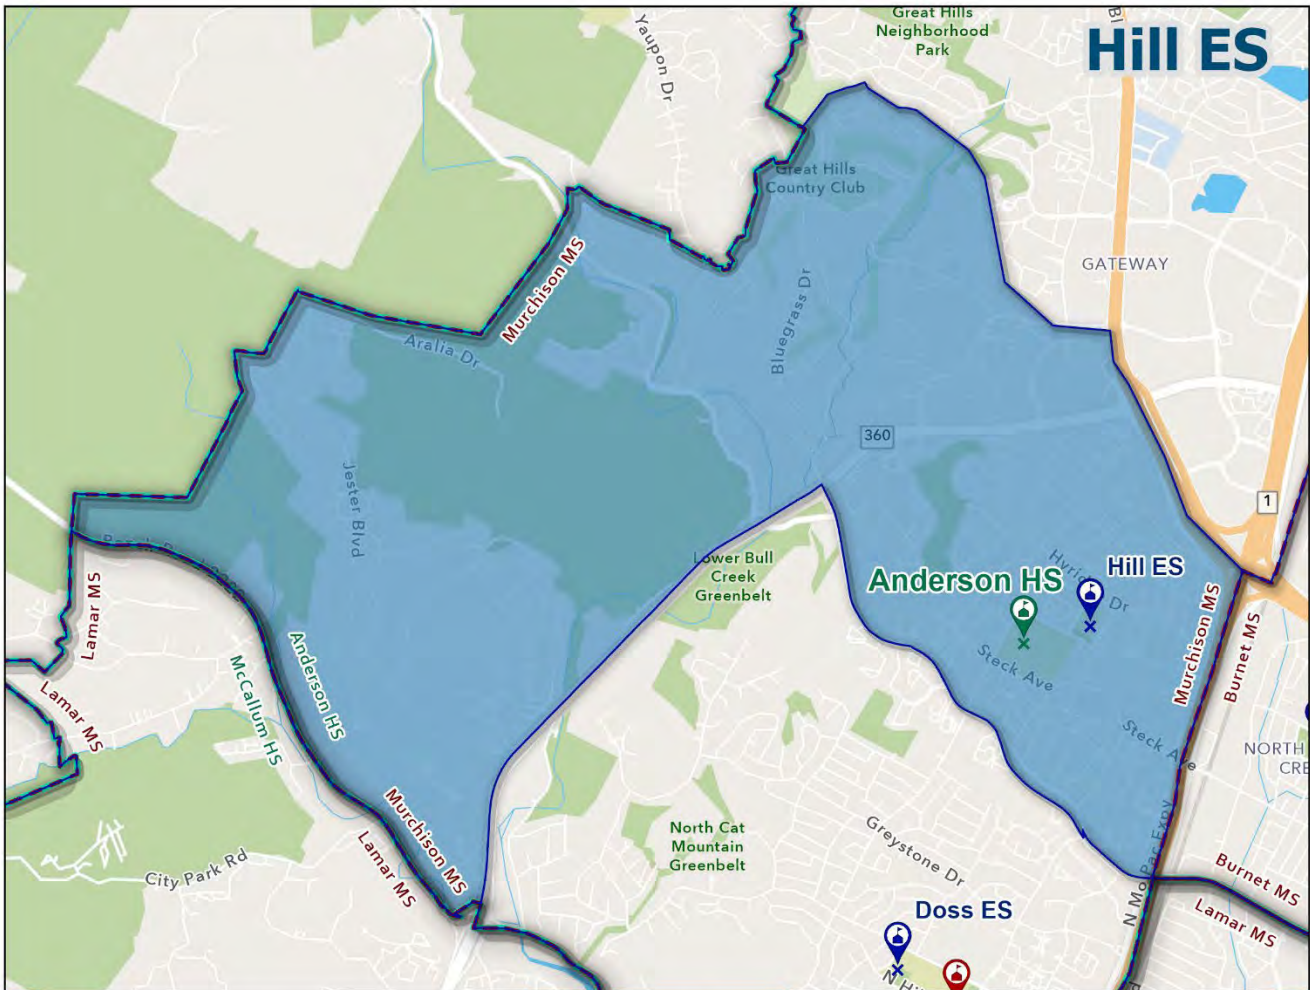 Hill ES
Great Hills
Neighborhood
Park
Yaupon Dr
Bl
Great Hills
Country Club
GATEWAY
Murchison MS
Bluegrass Dr
Aralia Dr
360
Jester Blvd
1
Lower Bull
Creek
Greenbelt
Hill ES
Anderson HS
Dr
Steck Ave
Murchison MS
Burnet MS
Lamar MS
Lamar MS
Anderson HS
McCallum HS
Steck Ave
NORTH
CRE
Murchison MS
Lamar MS
North Cat
Mountain
Greenbelt
Greystone Dr
City Park Rd
N Mo Pac Expy
Burnet MS
Lamar MS
Doss ES
N Hil